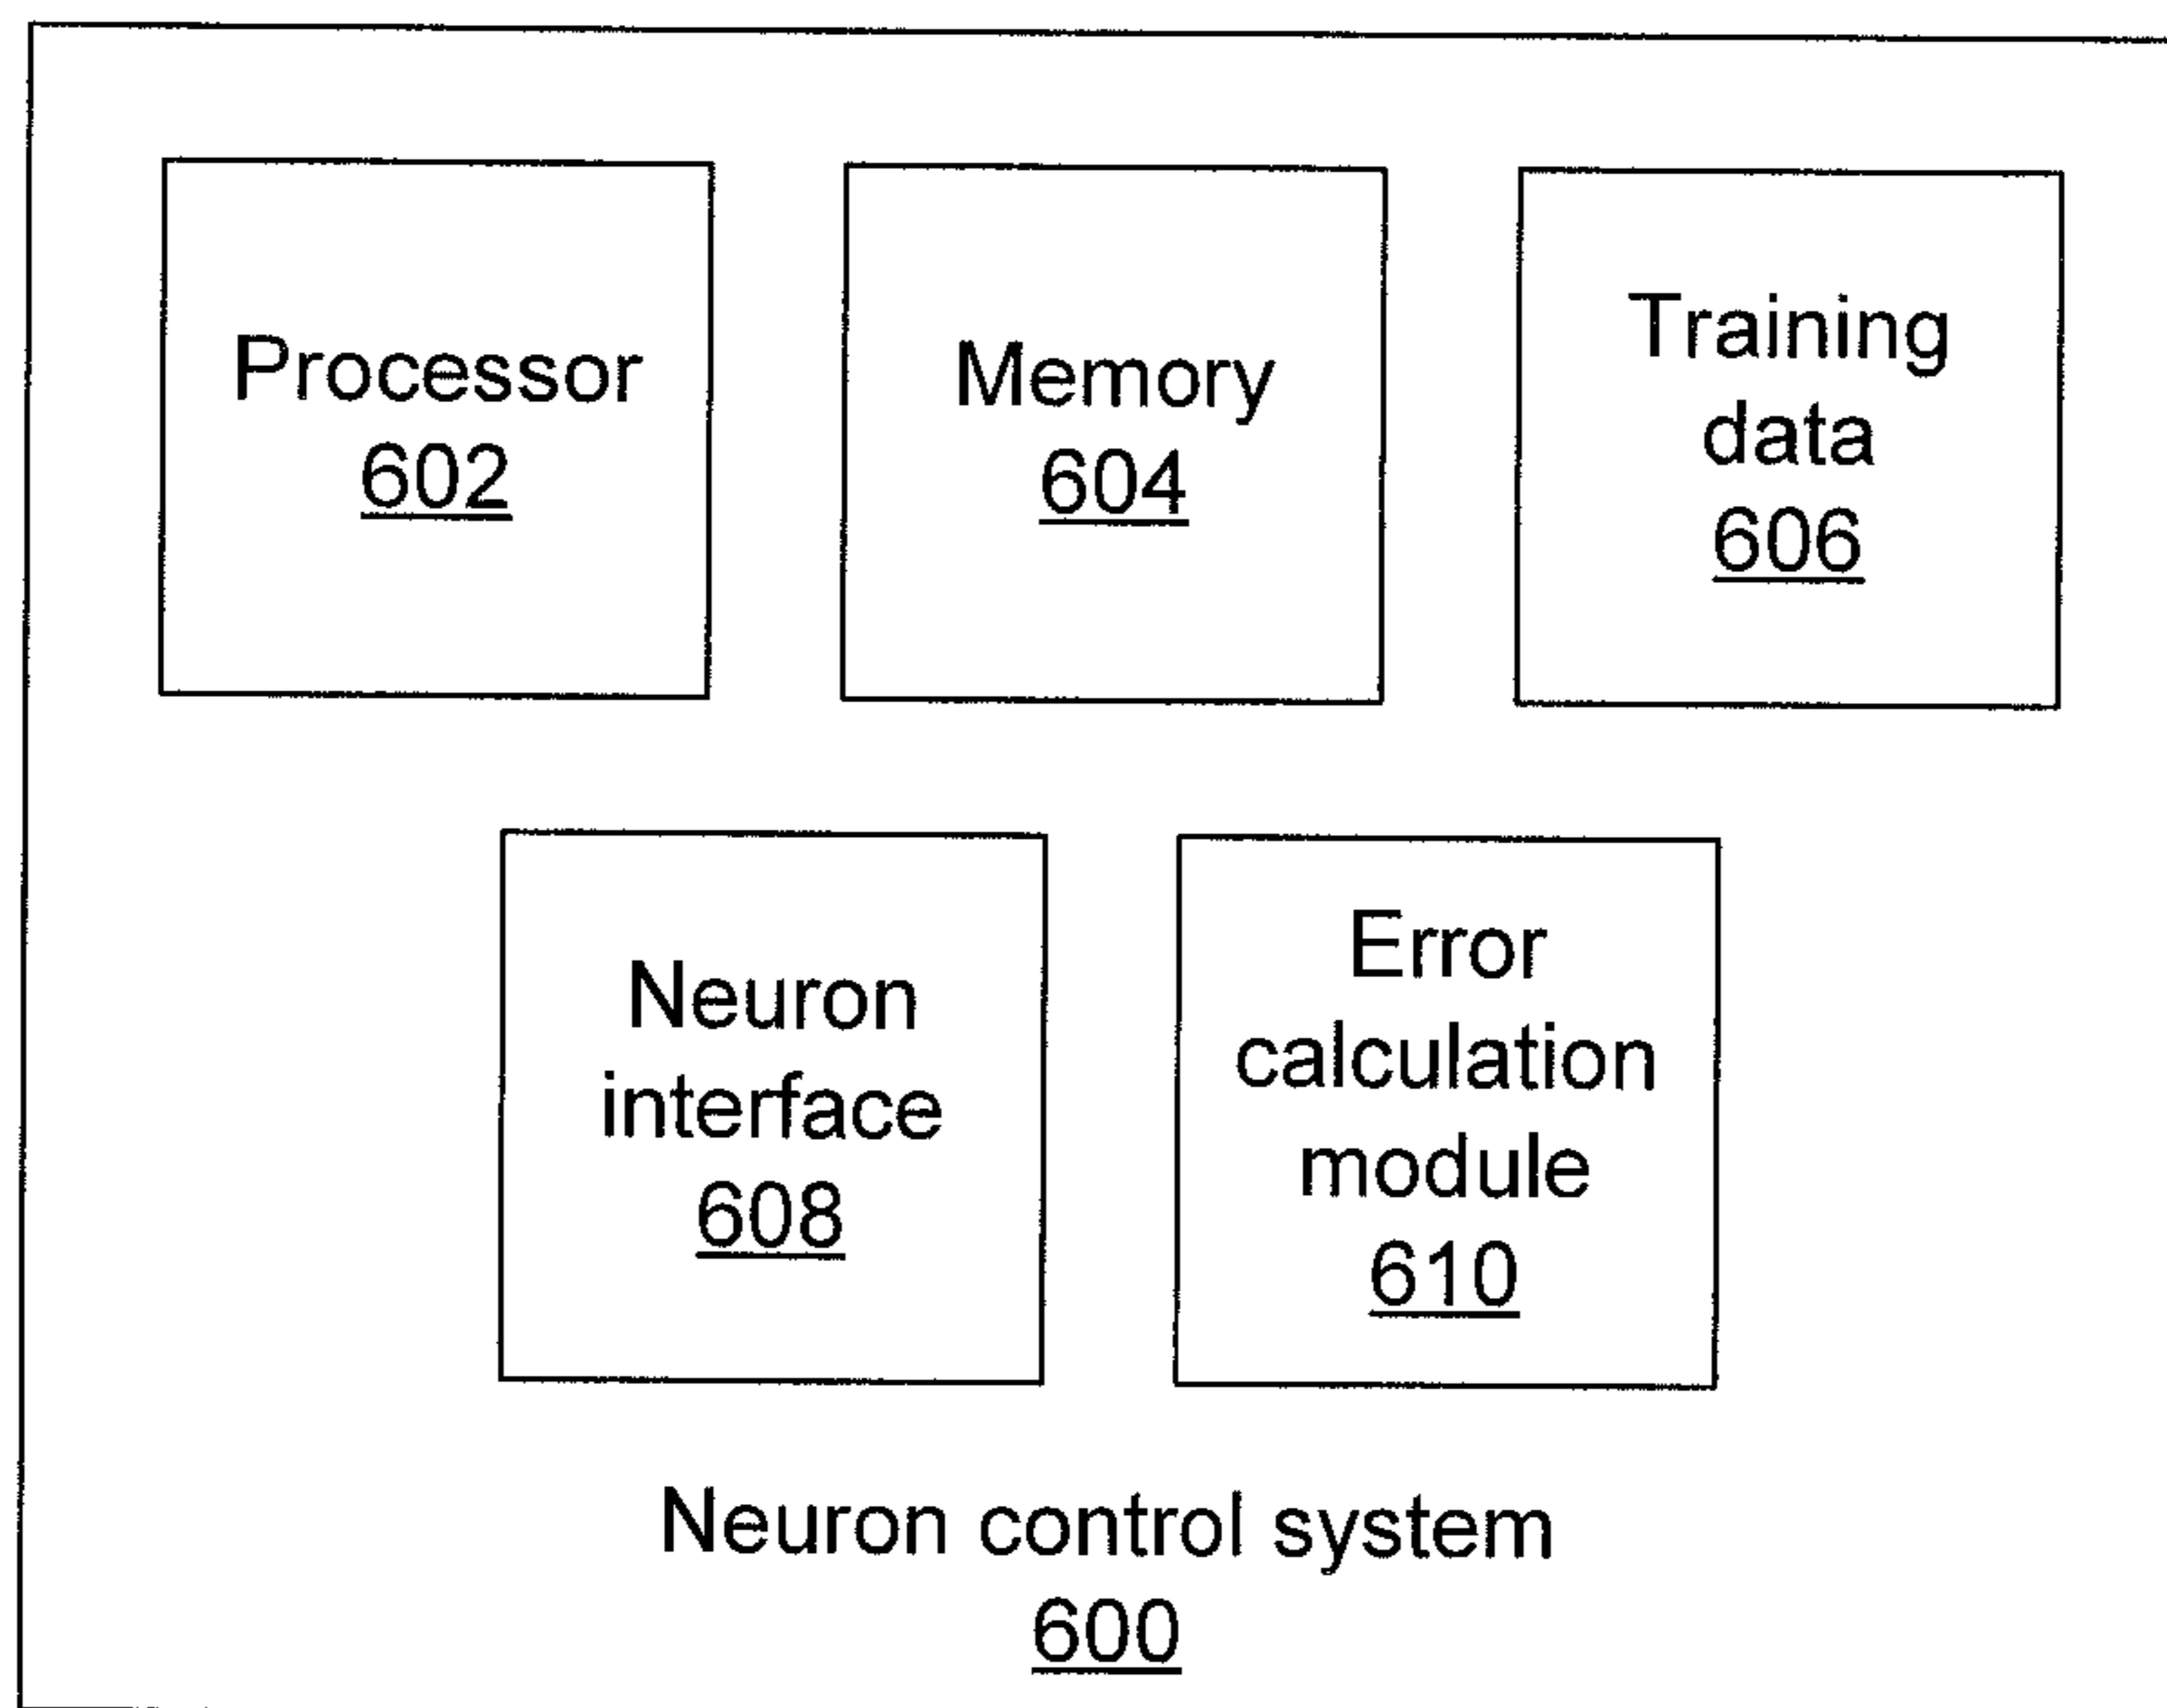 Processor
602
Memory
604
Training
data
606
Neuron
interface
608
Error
calculation
module
610
Neuron control system
600